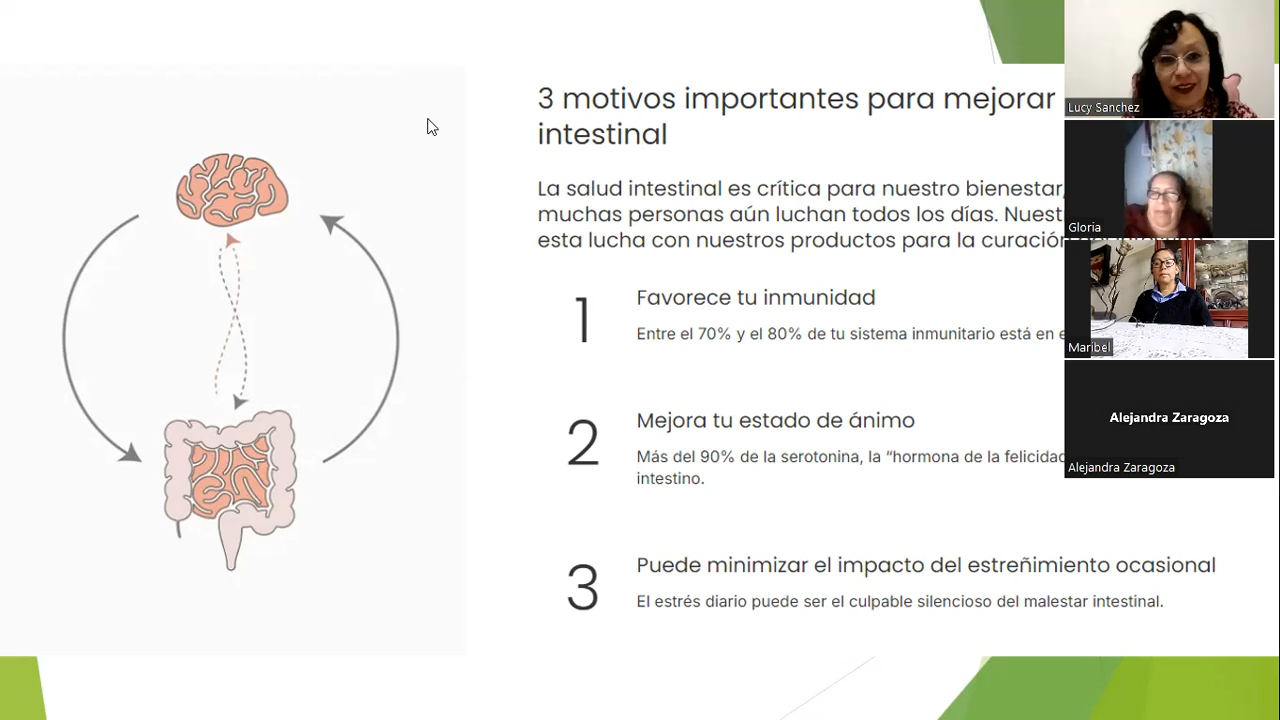 3 motivos importantes para mejorar
intestinal
La salud intestinal es crítica para nuestro bienestar,
muchas personas aún luchan todos los días.
esta lucha con nuestros productos para la curación
1
Favorece tu inmunidad
Entre el 70% y el 80% de tu sistema inmunitario está en
2
Mejora tu estado de ánimo
Más del 90% de la serotonina, la “hormona de la
intestino.
3
Puede minimizar el impacto del estreñimiento ocasional
El estrés diario puede ser el culpable silencioso del malestar intestinal.
Lucy Sanchez
Gloria
Maribel
Alejandra Zaragoza
Alejandra Zaragoza